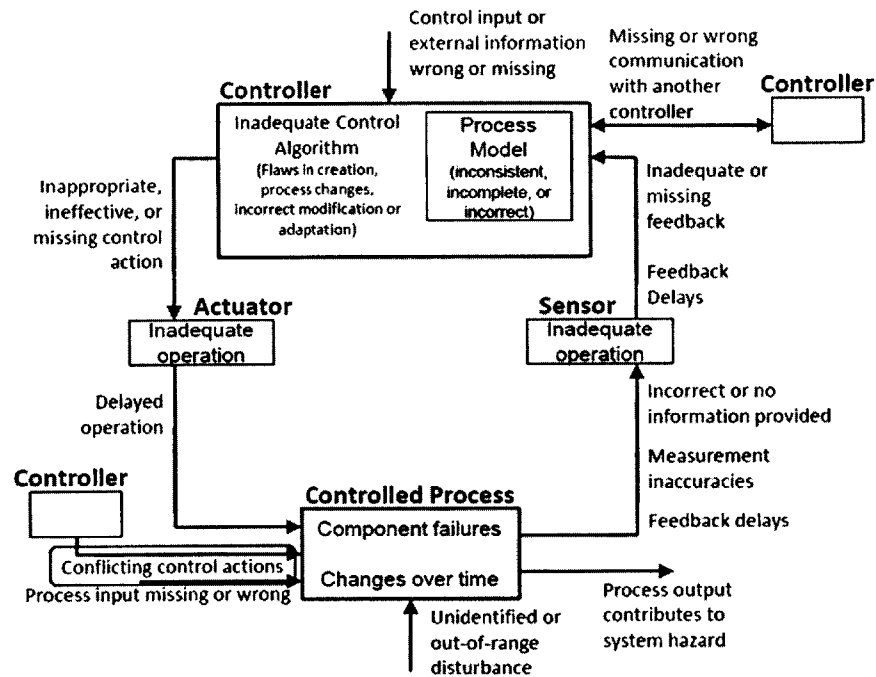 Control input or
external information
wrong or missing
Missing or wrong
communication
with another
controller
Controller
Controller
Inadequate Control
Algorithm
(Flaws in creation,
process changes,
incorrect modification or
adaptation)
Process
Model
(inconsistent,
incomplete, or
incorrect)
Inappropriate,
ineffective, or
missing control
action
Inadequate or
missing
feedback
Feedback
Delays
Actuator
Inadequate
operation
Sensor
Inadequate
operation
Delayed
operation
Incorrect or no
information provided
Measurement
inaccuracies
Feedback delays
Controller
Controlled Process
Component failures
Changes over time
Conflicting control actions
Process input missing or wrong
Unidentified or
out-of-range
disturbance
Process output
contributes to
system hazard